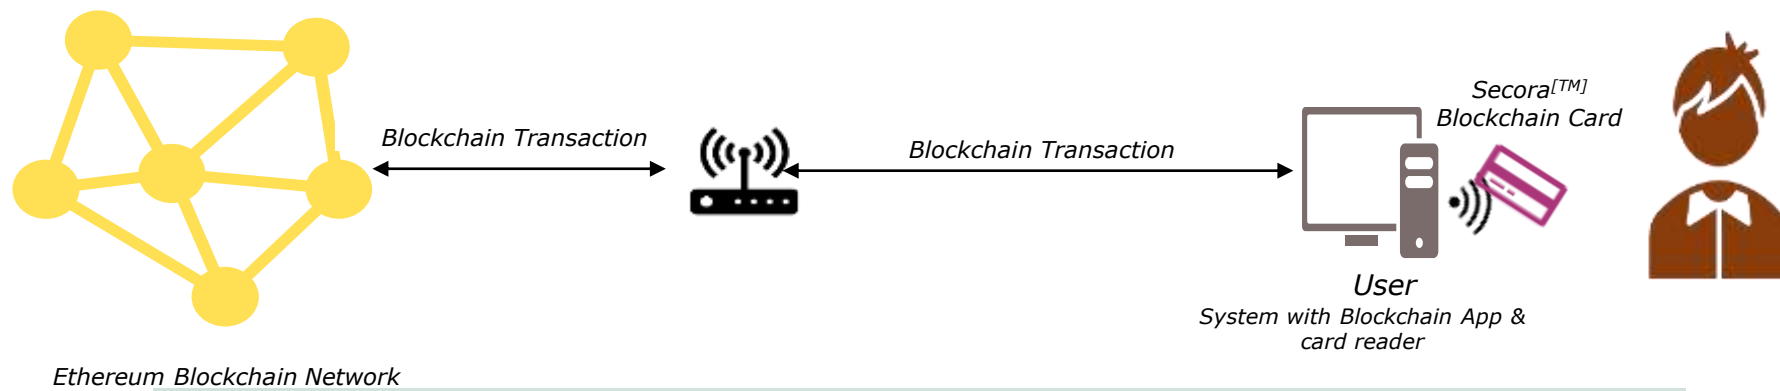 Secora[TM]
Blockchain Card
Blockchain Transaction
Blockchain Transaction
User
System with Blockchain App &
card reader
Ethereum Blockchain Network